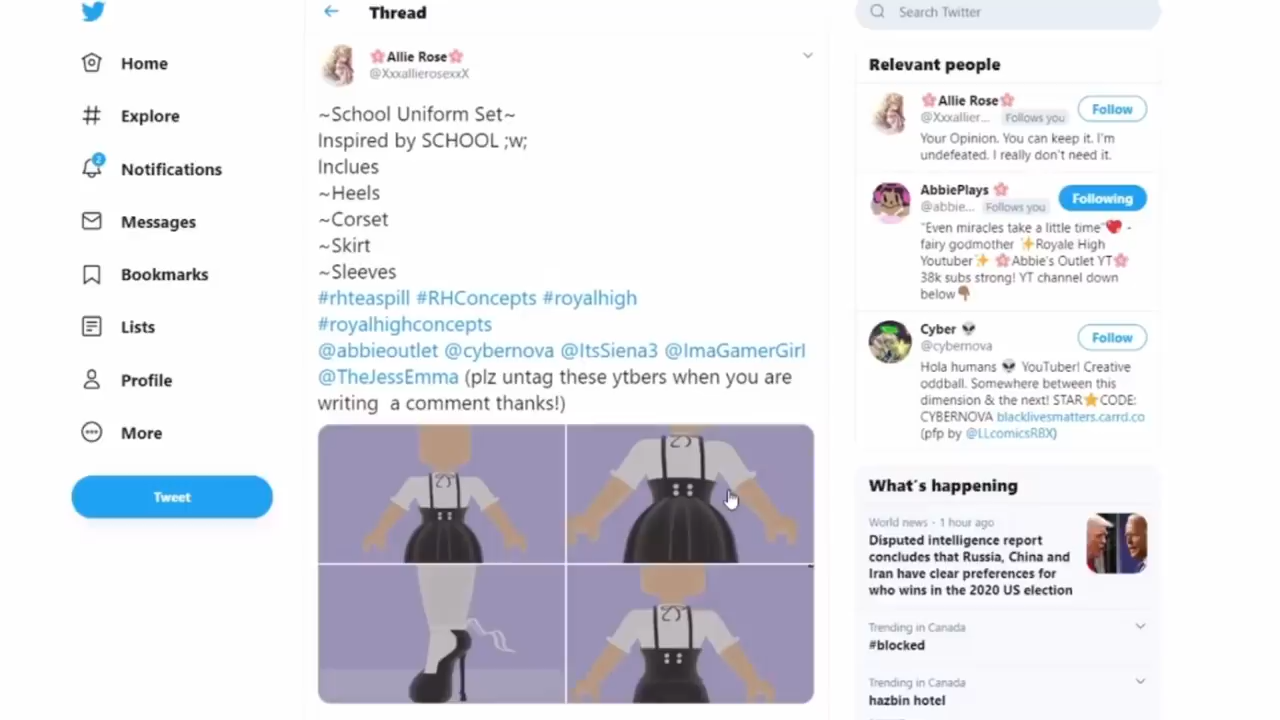 Home
Explore
2
Notifications
Messages
Bookmarks
Lists
Profile
More
Tweet
Thread
🌸Allie Rose🌸
@XxxallierosexxX
~School Uniform Set~
Inspired by SCHOOL ;w;
Inclues
~Heels
~Corset
~Skirt
~Sleeves
#rhteaspill #RHConcepts #royalhigh
#royalhighconcepts
@abbieoutlet @cybernova @ItsSiena3 @ImaGamerGirl
@TheJessEmma (plz untag these ytbers when you are
writing a comment thanks!)
Search Twitter
Relevant people
🌸Allie Rose🌸
@Xxxallier... Follows you
Follow
Your Opinion. You can keep it. I'm
undefeated. I really don't need it.
AbbiePlays 🌸
@abbie... Follows you
Following
"Even miracles take a little time"❤️ -
fairy godmother ✨Royale High
Youtuber✨ 🌸Abbie's Outlet YT🌸
38k subs strong! YT channel down
below👇🏾
Cyber 👽
@cybernova
Follow
Hola humans 👽 YouTuber! Creative
oddball. Somewhere between this
dimension & the next! STAR⭐CODE:
CYBERNOVA blacklivesmatters.carrd.co
(pfp by @LLcomicsRBX)
What's happening
World news · 1 hour ago
Disputed intelligence report
concludes that Russia, China and
Iran have clear preferences for
who wins in the 2020 US election
Trending in Canada
#blocked
Trending in Canada
hazbin hotel